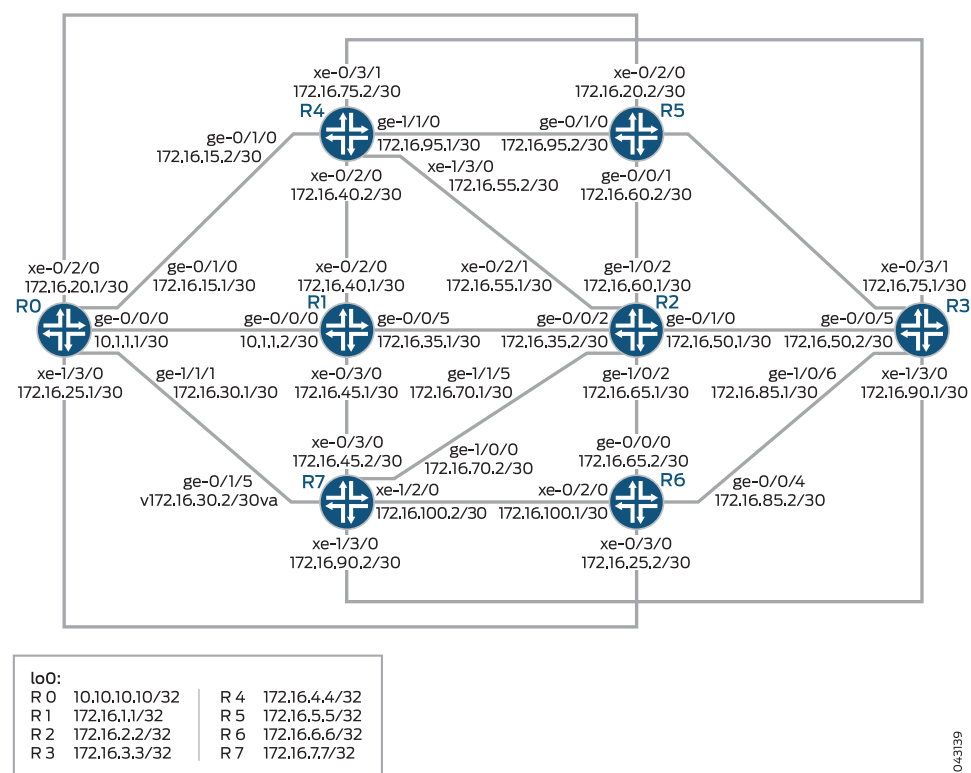 xe-0/3/1
172.16.75.2/30
R4
xe-0/2/0
172.16.20.2/30
R5
ge-0/1/0
172.16.15.2/30
ge-1/1/0
172.16.95.1/30
ge-0/1/0
172.16.95.2/30
xe-1/3/0
172.16.55.2/30
xe-0/2/0
172.16.40.2/30
ge-0/0/1
172.16.60.2/30
xe-0/2/0
172.16.20.1/30
R0
ge-0/1/0
172.16.15.1/30
xe-0/2/0
172.16.40.1/30
R1
xe-0/2/1
172.16.55.1/30
ge-1/0/2
172.16.60.1/30
R2
xe-0/3/1
172.16.75.1/30
R3
ge-0/0/0
10.1.1.1/30
ge-0/0/0
10.1.1.2/30
ge-0/0/5
172.16.35.1/30
ge-0/0/2
172.16.35.2/30
ge-0/1/0
172.16.50.1/30
ge-0/0/5
172.16.50.2/30
xe-1/3/0
172.16.25.1/30
ge-1/1/1
172.16.30.1/30
xe-0/3/0
172.16.45.1/30
ge-1/1/5
172.16.70.1/30
ge-1/0/2
172.16.65.1/30
ge-1/0/6
172.16.85.1/30
xe-1/3/0
172.16.90.1/30
ge-0/1/5
v172.16.30.2/30va
xe-0/3/0
172.16.45.2/30
R7
ge-1/0/0
172.16.70.2/30
ge-0/0/0
172.16.65.2/30
R6
ge-0/0/4
172.16.85.2/30
xe-1/2/0
172.16.100.2/30
xe-0/2/0
172.16.100.1/30
xe-1/3/0
172.16.90.2/30
xe-0/3/0
172.16.25.2/30
lo0:
R 0 10.10.10.10/32 R 4 172.16.4.4/32
R 1 172.16.1.1/32 R 5 172.16.5.5/32
R 2 172.16.2.2/32 R 6 172.16.6.6/32
R 3 172.16.3.3/32 R 7 172.16.7.7/32
043139